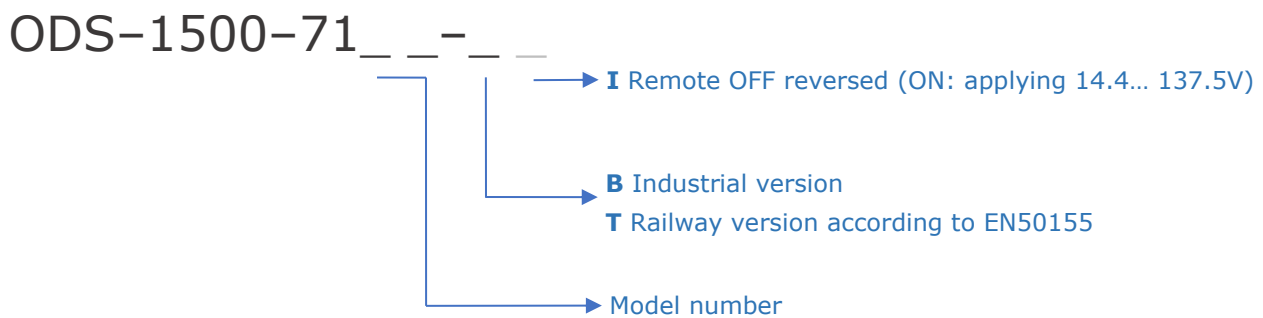 ODS–1500–71_ _–_ _
I Remote OFF reversed (ON: applying 14.4… 137.5V)
B Industrial version
T Railway version according to EN50155
Model number